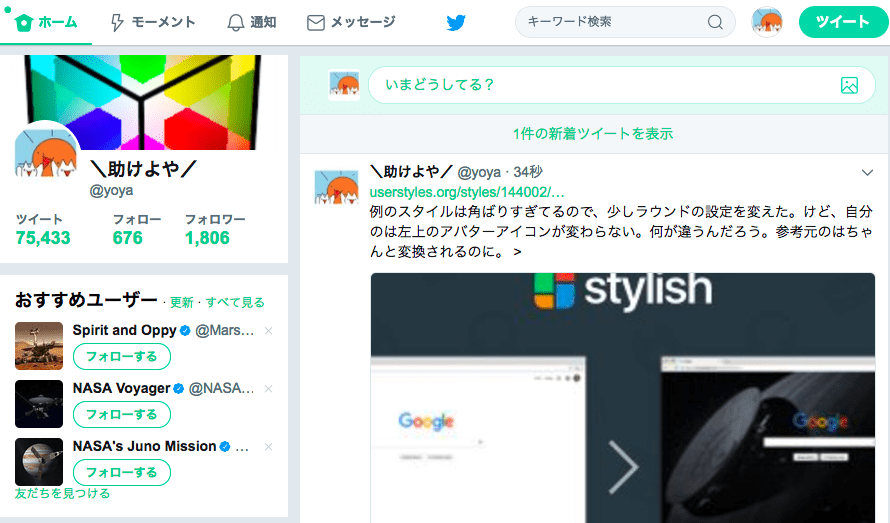 ホーム
モーメント
通知
メッセージ
キーワード検索
ツイート
＼助けよや／
@yoya
ツイート
75,433
フォロー
676
フォロワー
1,806
おすすめユーザー · 更新 · すべて見る
Spirit and Oppy @Mars...
フォローする
NASA Voyager @NASA...
フォローする
NASA's Juno Mission ...
フォローする
友だちを見つける
いまどうしてる？
1件の新着ツイートを表示
＼助けよや／ @yoya · 34秒
userstyles.org/styles/144002/…
例のスタイルは角ばりすぎてるので、少しラウンドの設定を変えた。けど、自分
のは左上のアバターアイコンが変わらない。何が違うんだろう。参考元のはちゃ
んと変換されるのに。 >
stylish
Google
Google